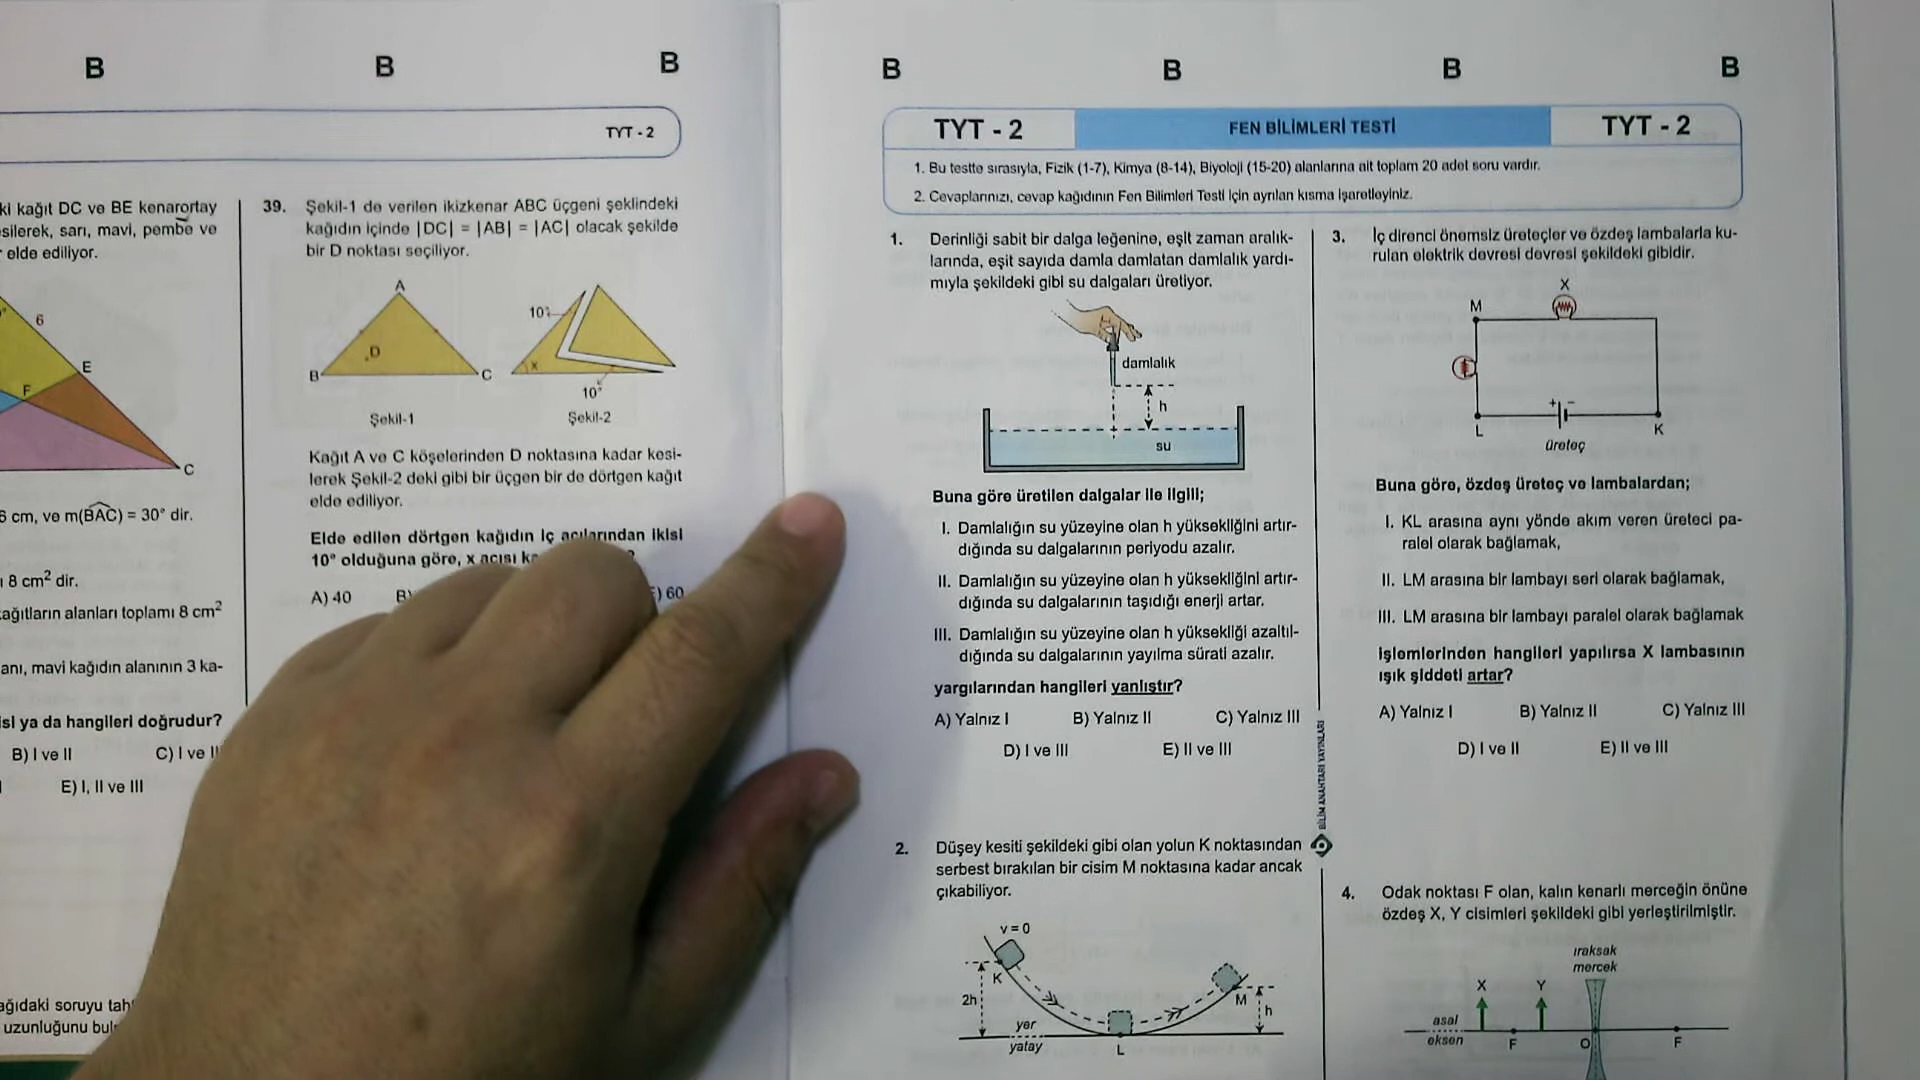 B B B
TYT - 2
ki kağıt DC ve BE kenarortay
silerek, sarı, mavi, pembe ve
elde ediliyor.
6
E
F
C
6 cm, ve m(BAC) = 30° dir.
8 cm² dir.
kağıtların alanları toplamı 8 cm²
anı, mavi kağıdın alanının 3 ka-
isi ya da hangileri doğrudur?
B) I ve II C) I ve II
E) I, II ve III
ağıdaki soruyu taht
uzunluğunu bul
39. Şekil-1 de verilen ikizkenar ABC üçgeni şeklindeki
kağıdın içinde |DC| = |AB| = |AC| olacak şekilde
bir D noktası seçiliyor.
A
D
B C
Şekil-1
10°
x
10°
Şekil-2
Kağıt A ve C köşelerinden D noktasına kadar kesi-
lerek Şekil-2 deki gibi bir üçgen bir de dörtgen kağıt
elde ediliyor.
Elde edilen dörtgen kağıdın iç açılarından ikisi
10° olduğuna göre, x açısı ka ?
A) 40 B) E) 60
B B B B
TYT - 2 FEN BİLİMLERİ TESTİ TYT - 2
1. Bu testte sırasıyla, Fizik (1-7), Kimya (8-14), Biyoloji (15-20) alanlarına ait toplam 20 adet soru vardır.
2. Cevaplarınızı, cevap kağıdının Fen Bilimleri Testi için ayrılan kısma işaretleyiniz.
1. Derinliği sabit bir dalga leğenine, eşit zaman aralık-
larında, eşit sayıda damla damlatan damlalık yardı-
mıyla şekildeki gibi su dalgaları üretiyor.
damlalık
h
su
Buna göre üretilen dalgalar ile ilgili;
I. Damlalığın su yüzeyine olan h yüksekliğini artır-
dığında su dalgalarının periyodu azalır.
II. Damlalığın su yüzeyine olan h yüksekliğini artır-
dığında su dalgalarının taşıdığı enerji artar.
III. Damlalığın su yüzeyine olan h yüksekliği azaltıl-
dığında su dalgalarının yayılma sürati azalır.
yargılarından hangileri yanlıştır?
A) Yalnız I B) Yalnız II C) Yalnız III
D) I ve III E) II ve III
2. Düşey kesiti şekildeki gibi olan yolun K noktasından
serbest bırakılan bir cisim M noktasına kadar ancak
çıkabiliyor.
v = 0
K
2h
M
h
yer
yatay
L
BİLİM ANAHTARI YAYINLARI
3. İç direnci önemsiz üreteçler ve özdeş lambalarla ku-
rulan elektrik devresi devresi şekildeki gibidir.
X
M
+ -
L K
üreteç
Buna göre, özdeş üreteç ve lambalardan;
I. KL arasına aynı yönde akım veren üreteci pa-
ralel olarak bağlamak,
II. LM arasına bir lambayı seri olarak bağlamak,
III. LM arasına bir lambayı paralel olarak bağlamak
işlemlerinden hangileri yapılırsa X lambasının
ışık şiddeti artar?
A) Yalnız I B) Yalnız II C) Yalnız III
D) I ve II E) II ve III
4. Odak noktası F olan, kalın kenarlı merceğin önüne
özdeş X, Y cisimleri şekildeki gibi yerleştirilmiştir.
ıraksak
mercek
X Y
asal
eksen
F O F